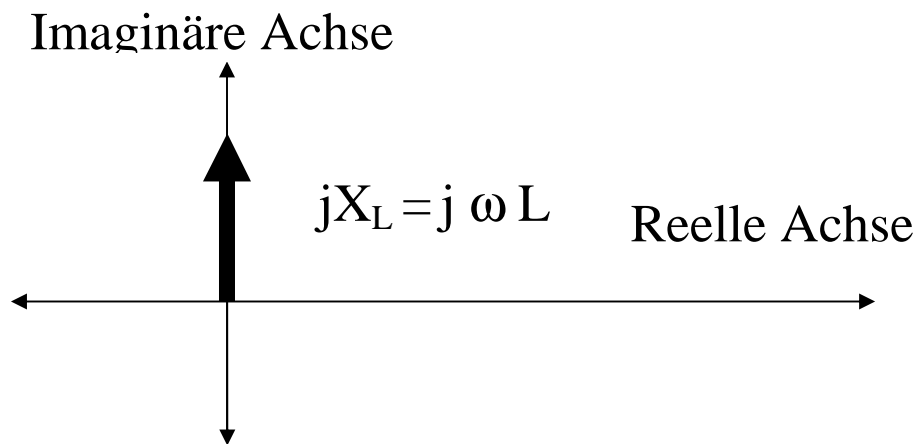 Imaginäre Achse
jX_L = j ω L
Reelle Achse